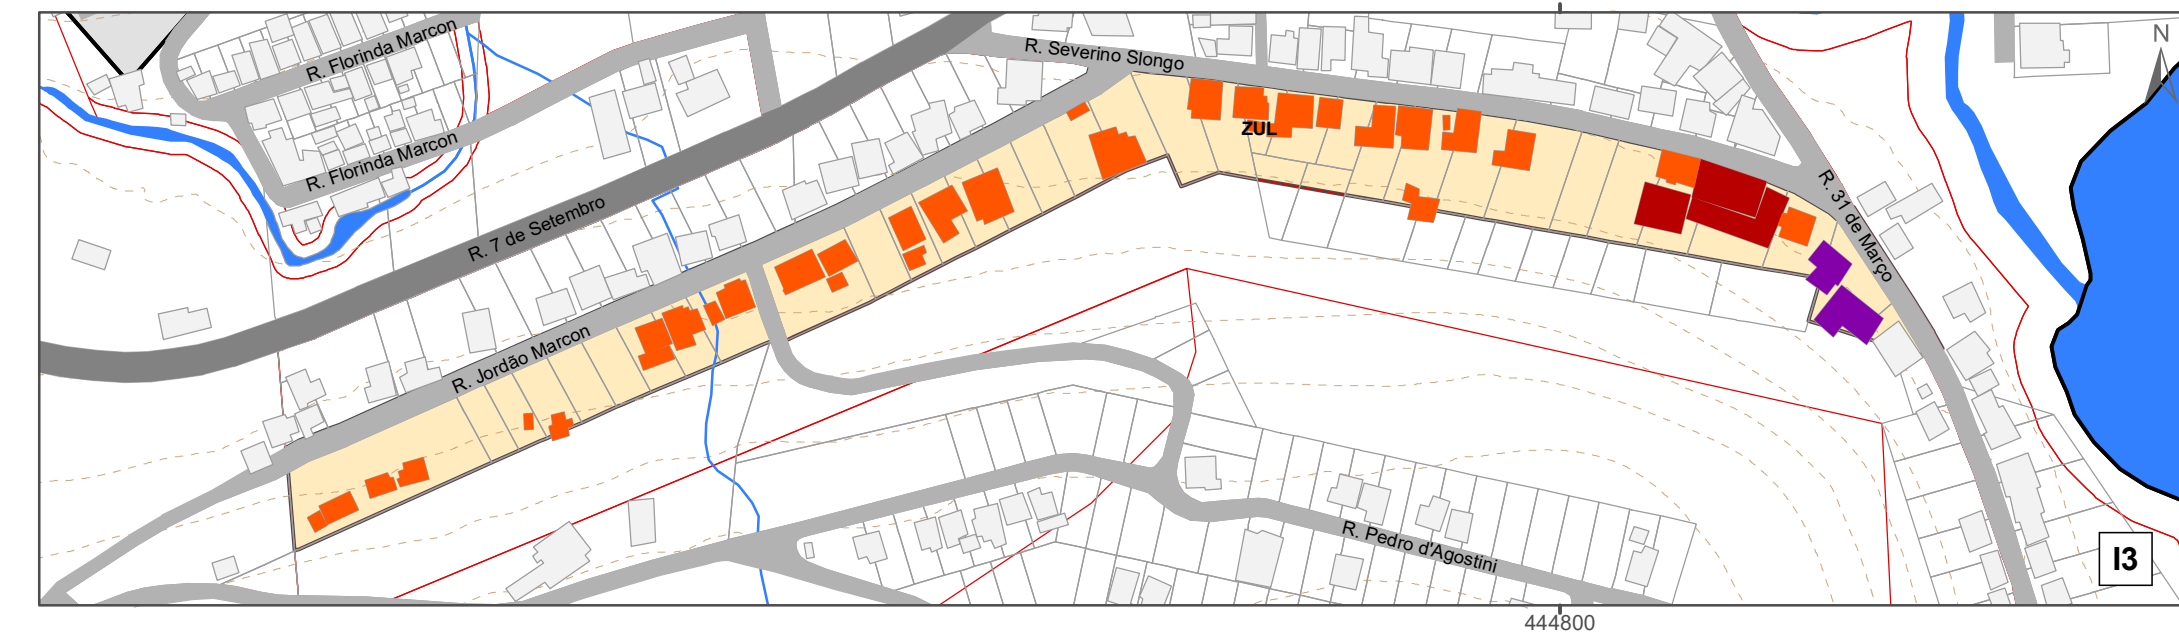 R. Florinda Marcon
R. Severino Slongo
N
ZUL
R. Florinda Marcon
R. 7 de Setembro
R. 31 de Março
R. Jordão Marcon
R. Pedro d'Agostini
I3
444800